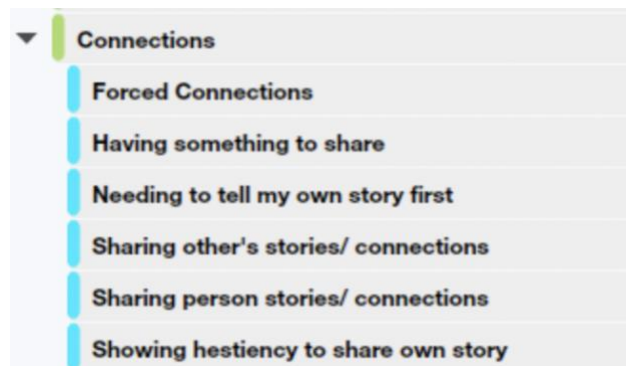 Connections
Forced Connections
Having something to share
Needing to tell my own story first
Sharing other's stories/ connections
Sharing person stories/ connections
Showing hestiency to share own story